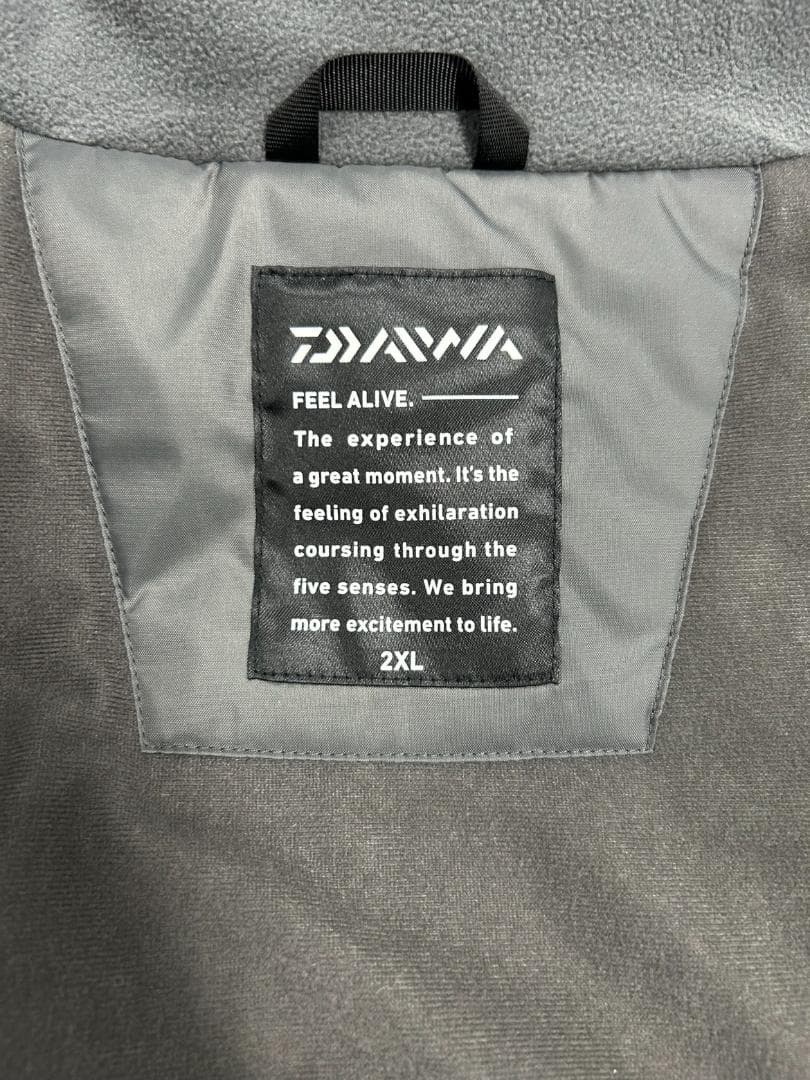 DAIWA
FEEL ALIVE.
The experience of
a great moment. It's the
feeling of exhilaration
coursing through the
five senses. We bring
more excitement to life.
2XL